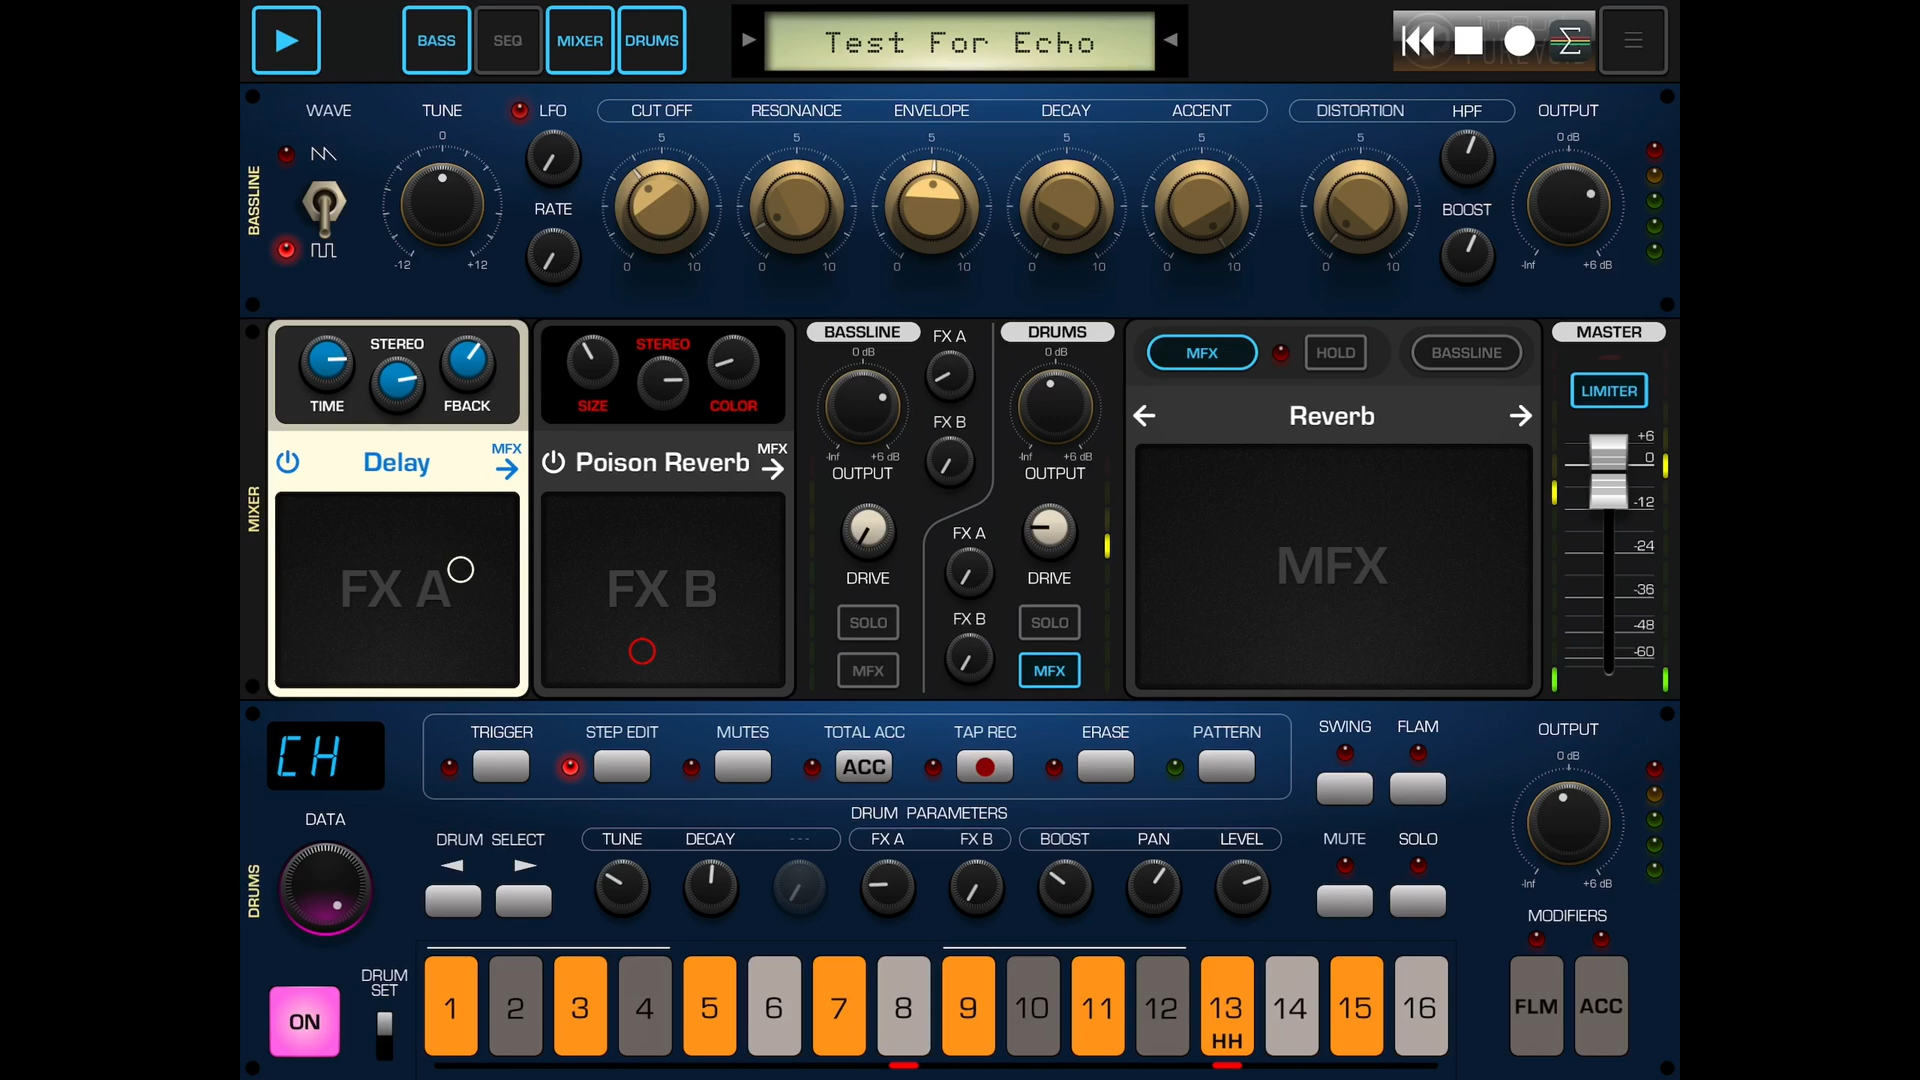 BASS
SEQ
MIXER
DRUMS
Test For Echo
BASSLINE
WAVE
TUNE
0
-12
+12
LFO
RATE
CUT OFF
RESONANCE
ENVELOPE
DECAY
ACCENT
5
5
5
5
5
0
10
0
10
0
10
0
10
0
10
DISTORTION
5
0
10
HPF
BOOST
OUTPUT
0 dB
-Inf
+6 dB
MIXER
STEREO
TIME
FBACK
Delay
MFX
FX A
STEREO
SIZE
COLOR
Poison Reverb
MFX
FX B
BASSLINE
0 dB
-Inf
+6 dB
OUTPUT
DRIVE
SOLO
MFX
FX A
FX B
FX A
FX B
DRUMS
0 dB
-Inf
+6 dB
OUTPUT
DRIVE
SOLO
MFX
MFX
HOLD
BASSLINE
Reverb
MFX
MASTER
LIMITER
+6
0
-12
-24
-36
-48
-60
DRUMS
CH
DATA
TRIGGER
STEP EDIT
MUTES
TOTAL ACC
ACC
TAP REC
ERASE
PATTERN
SWING
FLAM
OUTPUT
0 dB
-Inf
+6 dB
DRUM SELECT
DRUM PARAMETERS
TUNE
DECAY
---
FX A
FX B
BOOST
PAN
LEVEL
MUTE
SOLO
MODIFIERS
ON
DRUM
SET
1
2
3
4
5
6
7
8
9
10
11
12
13
HH
14
15
16
FLM
ACC